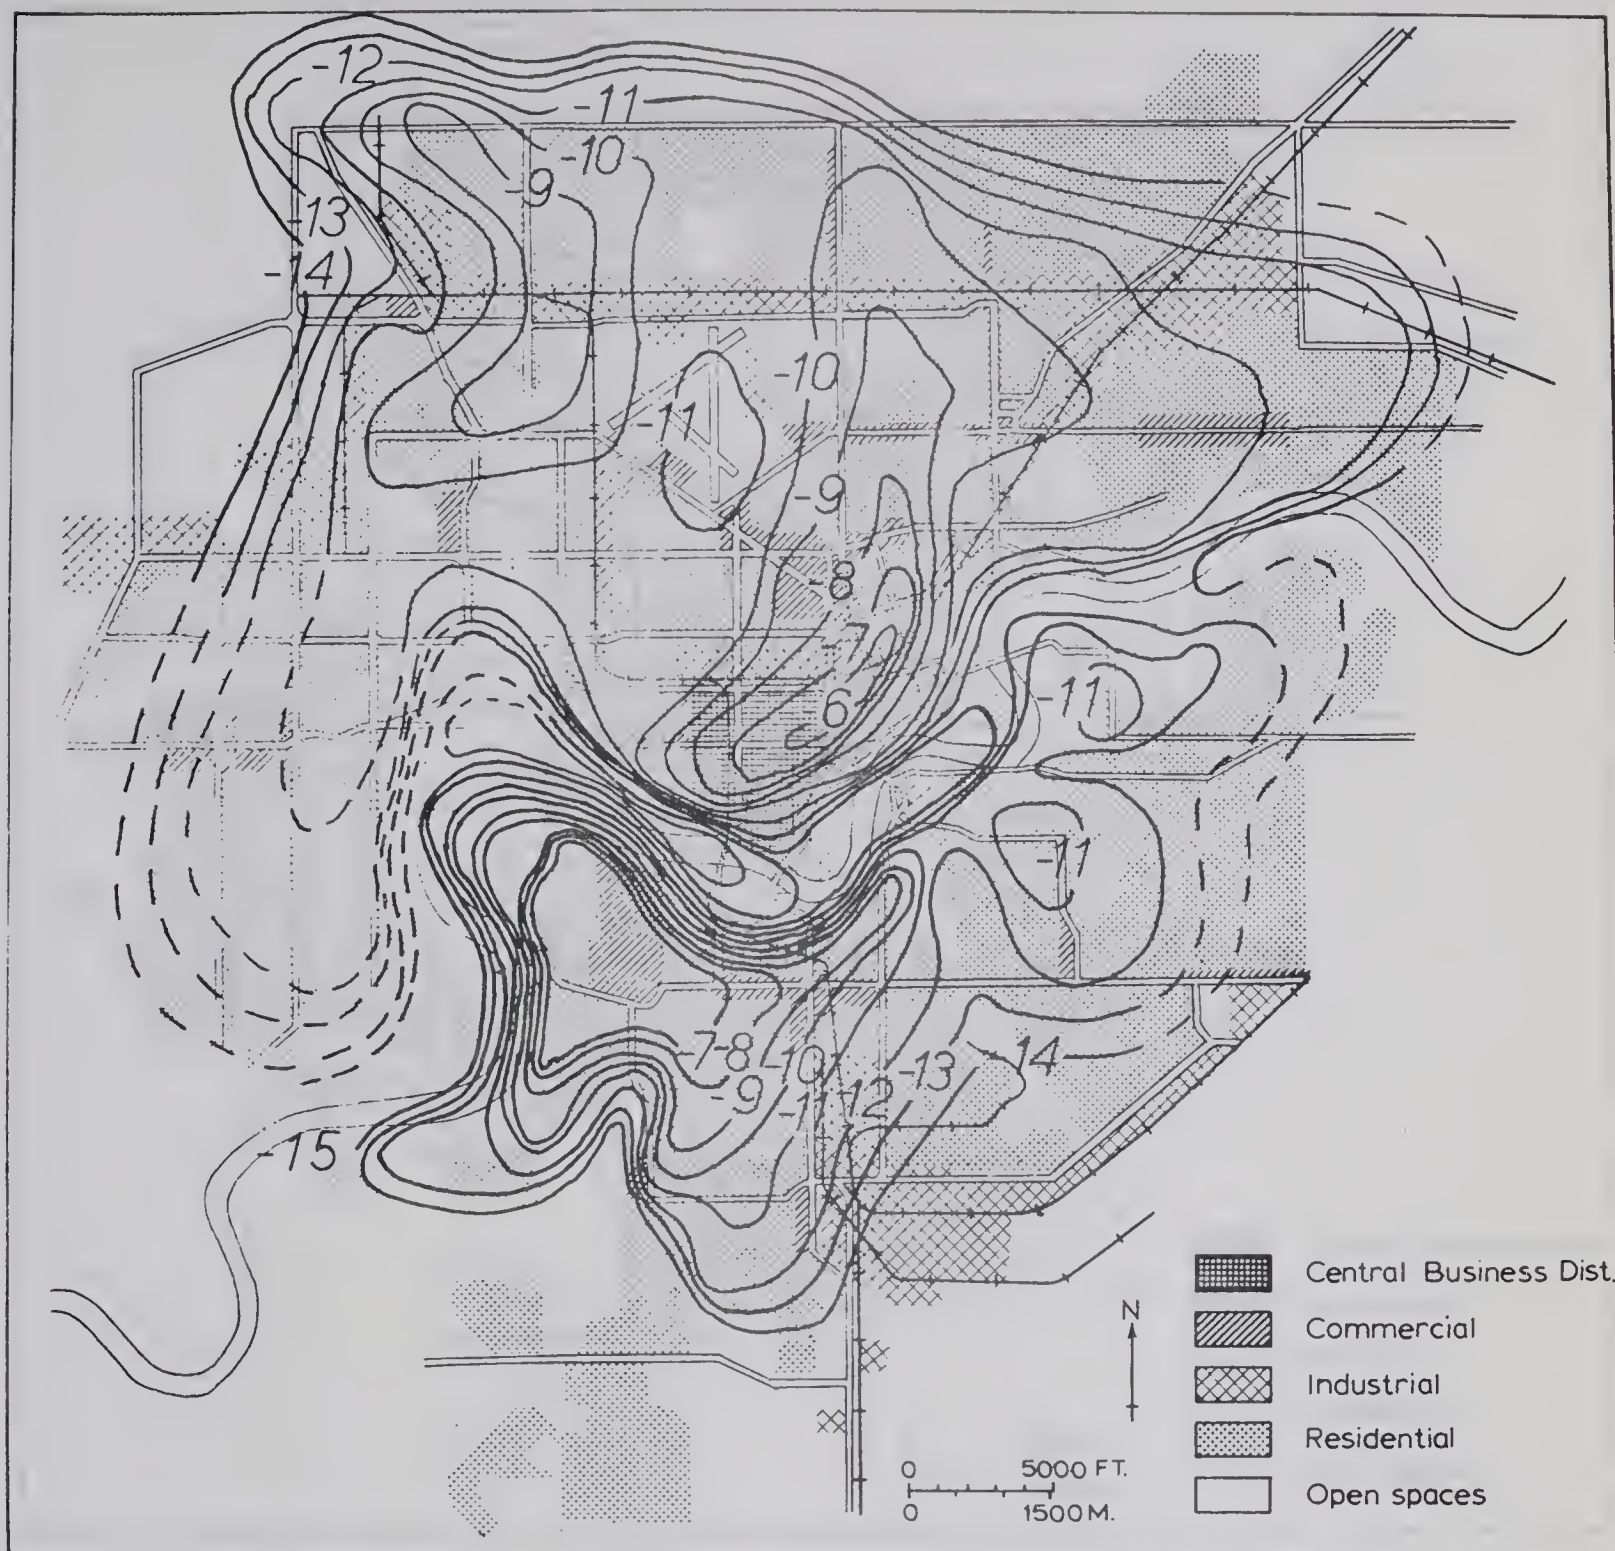 -12
-11
-10
-9
-13
-14
-10
-11
-9
-8
-7
6
-11
-11
-7
-8
-10
-13
14
-9
-11
-12
-15
Central Business Dist.
N
Commercial
Industrial
Residential
0 5000 FT.
0 1500 M.
Open spaces